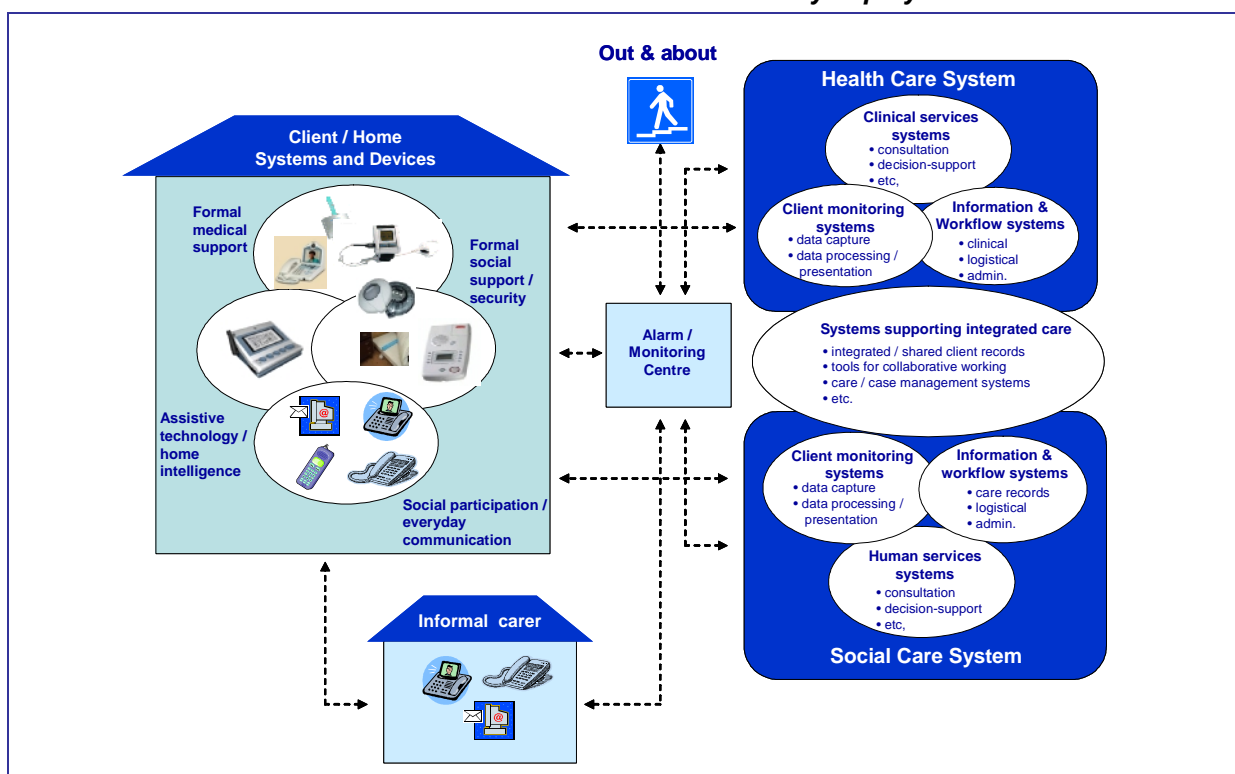 Out & about
Client / Home
Systems and Devices
Formal
medical
support
Formal
social
support /
security
Assistive
technology /
home
intelligence
Social participation /
everyday
communication
Informal carer
Alarm /
Monitoring
Centre
Health Care System
Clinical services
systems
• consultation
• decision-support
• etc,
Client monitoring
systems
• data capture
• data processing /
presentation
Information &
Workflow systems
• clinical
• logistical
• admin.
Systems supporting integrated care
• integrated / shared client records
• tools for collaborative working
• care / case management systems
• etc.
Client monitoring
systems
• data capture
• data processing /
presentation
Information &
workflow systems
• care records
• logistical
• admin.
Human services
systems
• consultation
• decision-support
• etc,
Social Care System